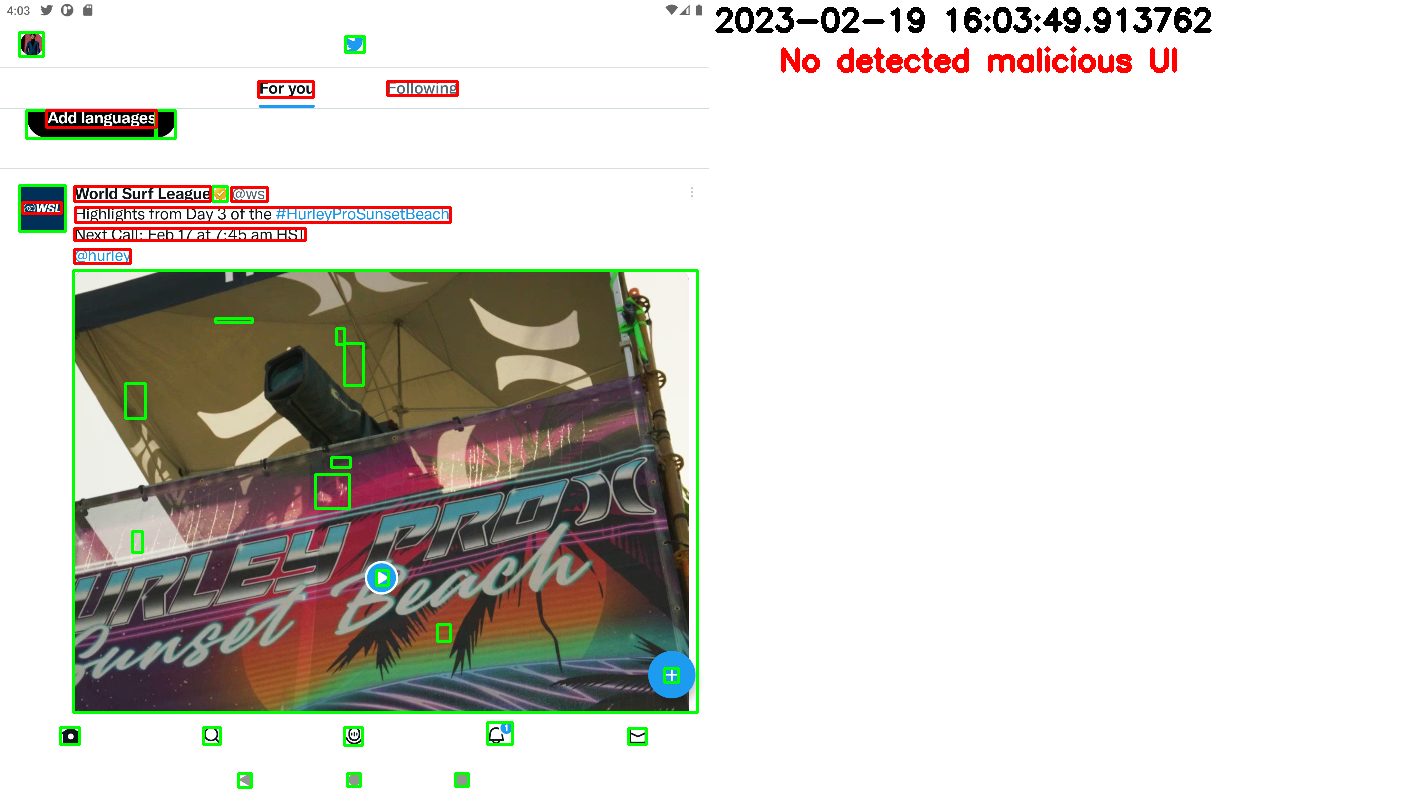 4:03
2023-02-19 16:03:49.913762
No detected malicious UI
For you
Following
Add languages
World Surf League @ws
WSL
Highlights from Day 3 of the #HurleyProSunsetBeach
Next Call: Feb 17 at 7:45 am HST
@hurley
URLEY PRO
Sunset Beach
1